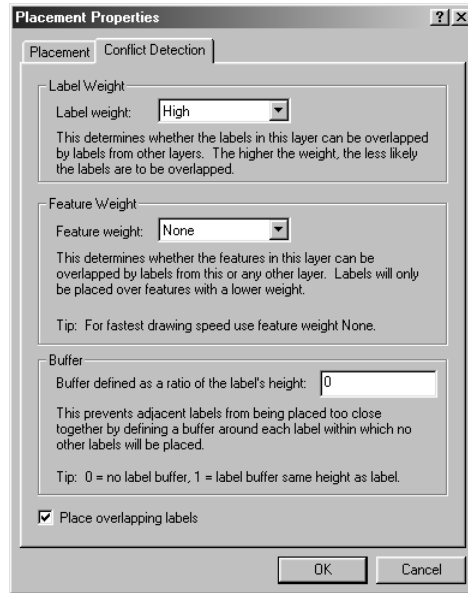 Placement Properties
Placement
Conflict Detection
Label Weight
Label weight: High
This determines whether the labels in this layer can be overlapped
by labels from other layers. The higher the weight, the less likely
the labels are to be overlapped.
Feature Weight
Feature weight: None
This determines whether the features in this layer can be
overlapped by labels from this or any other layer. Labels will only
be placed over features with a lower weight.
Tip: For fastest drawing speed use feature weight None.
Buffer
Buffer defined as a ratio of the label's height: 0
This prevents adjacent labels from being placed too close
together by defining a buffer around each label within which no
other labels will be placed.
Tip: 0 = no label buffer, 1 = label buffer same height as label.
Place overlapping labels
OK
Cancel